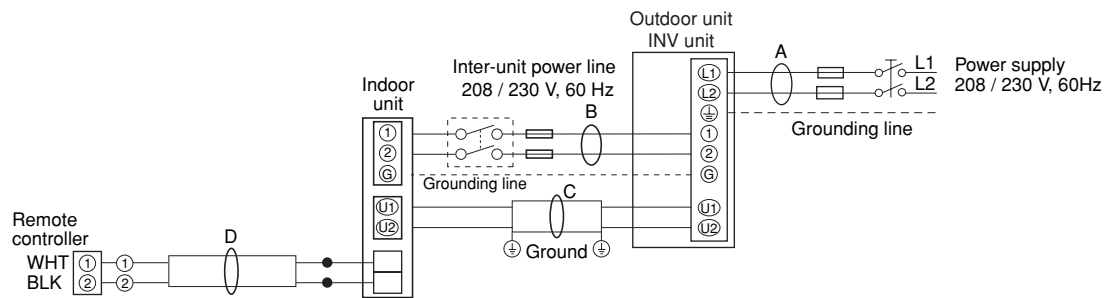 Outdoor unit
INV unit
A
L1
L2
Power supply
208 / 230 V, 60Hz
Grounding line
Inter-unit power line
208 / 230 V, 60 Hz
B
Indoor
unit
L1
L2
1
2
G
1
2
G
Grounding line
C
U1
U2
U1
U2
Ground
Remote
controller
D
WHT 1 1
BLK 2 2